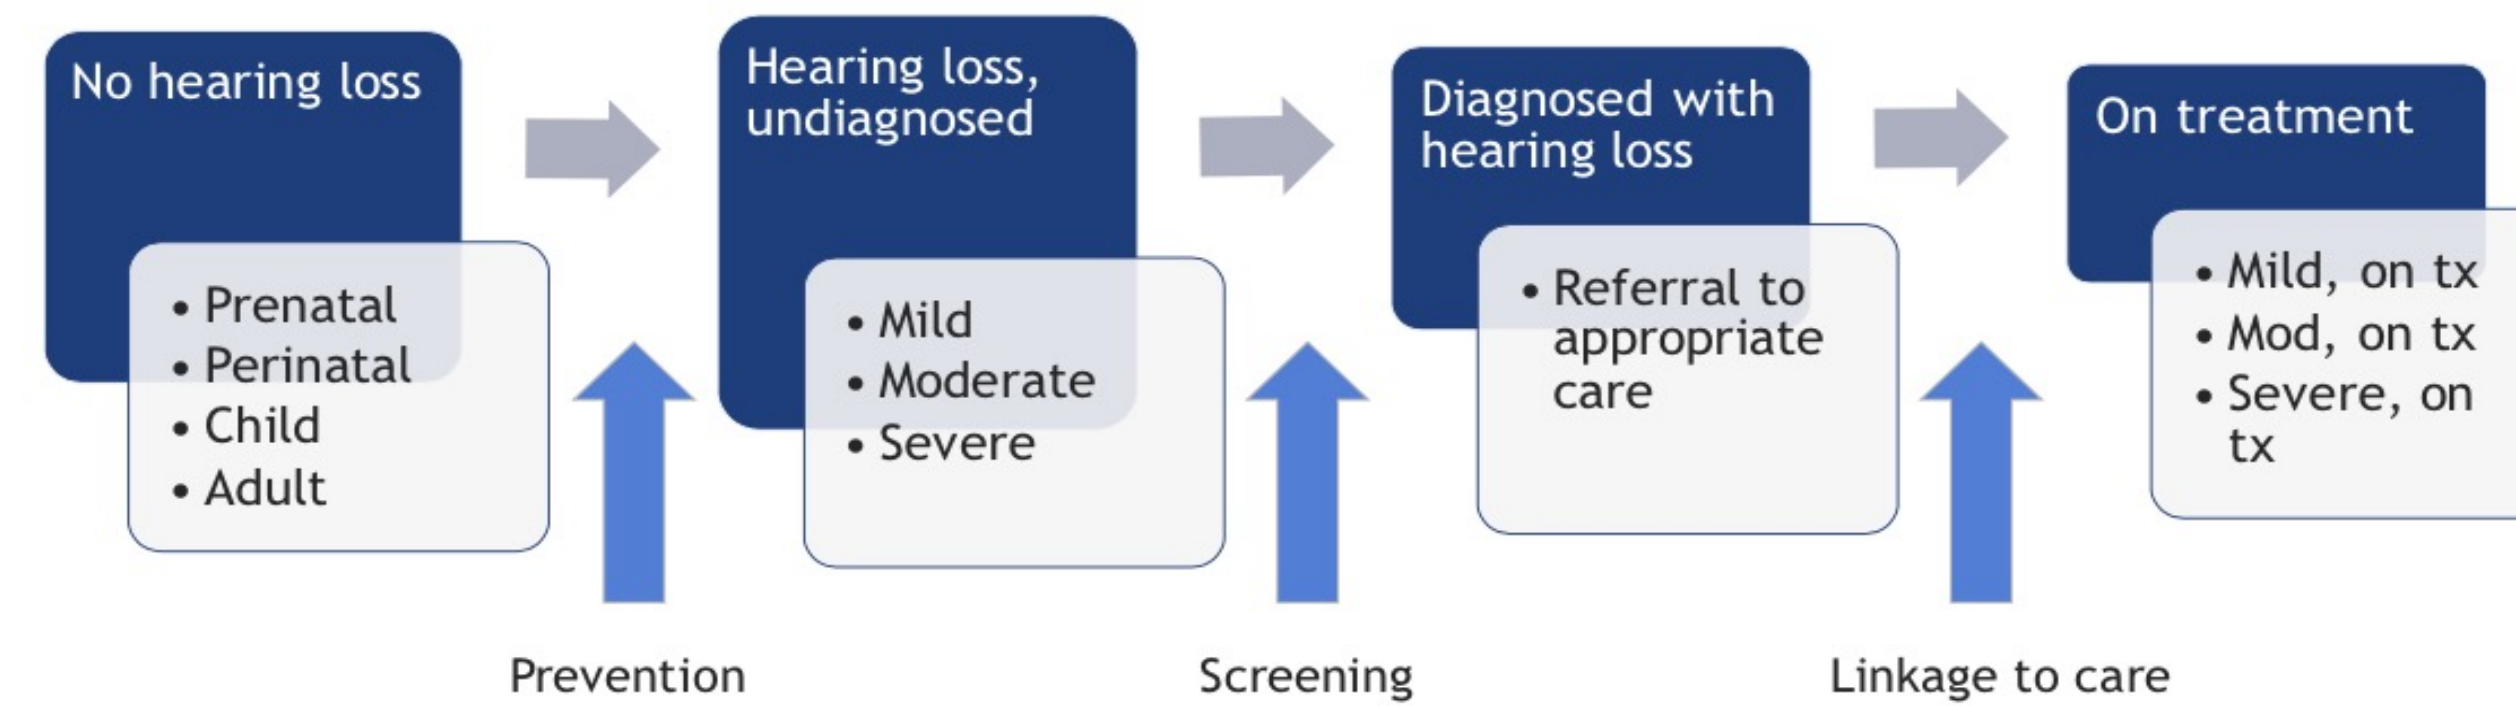 No hearing loss
• Prenatal
• Perinatal
• Child
• Adult
Hearing loss,
undiagnosed
• Mild
• Moderate
• Severe
Diagnosed with
hearing loss
• Referral to
appropriate
care
On treatment
• Mild, on tx
• Mod, on tx
• Severe, on
tx
Prevention
Screening
Linkage to care